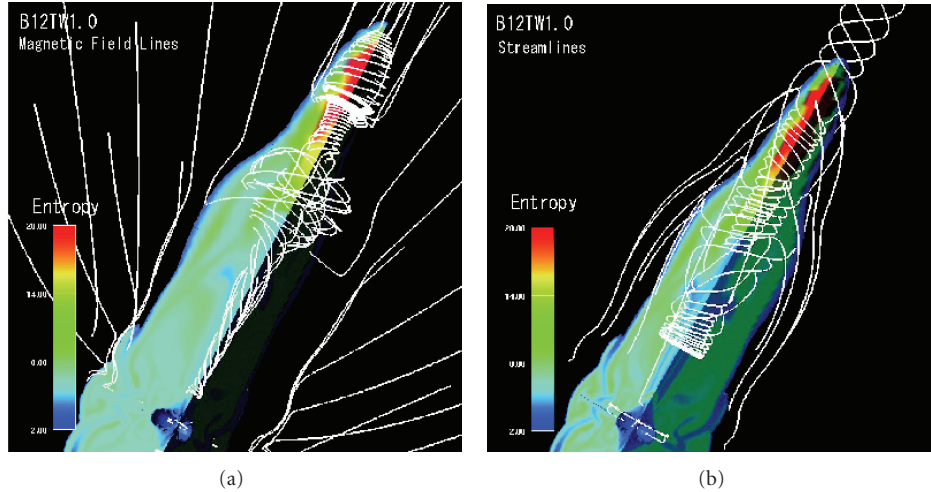 B12TW1.0
Magnetic Field Lines
Entropy
20.00
14.00
8.00
2.00
(a)
B12TW1.0
Streamlines
Entropy
20.00
14.00
8.00
2.00
(b)